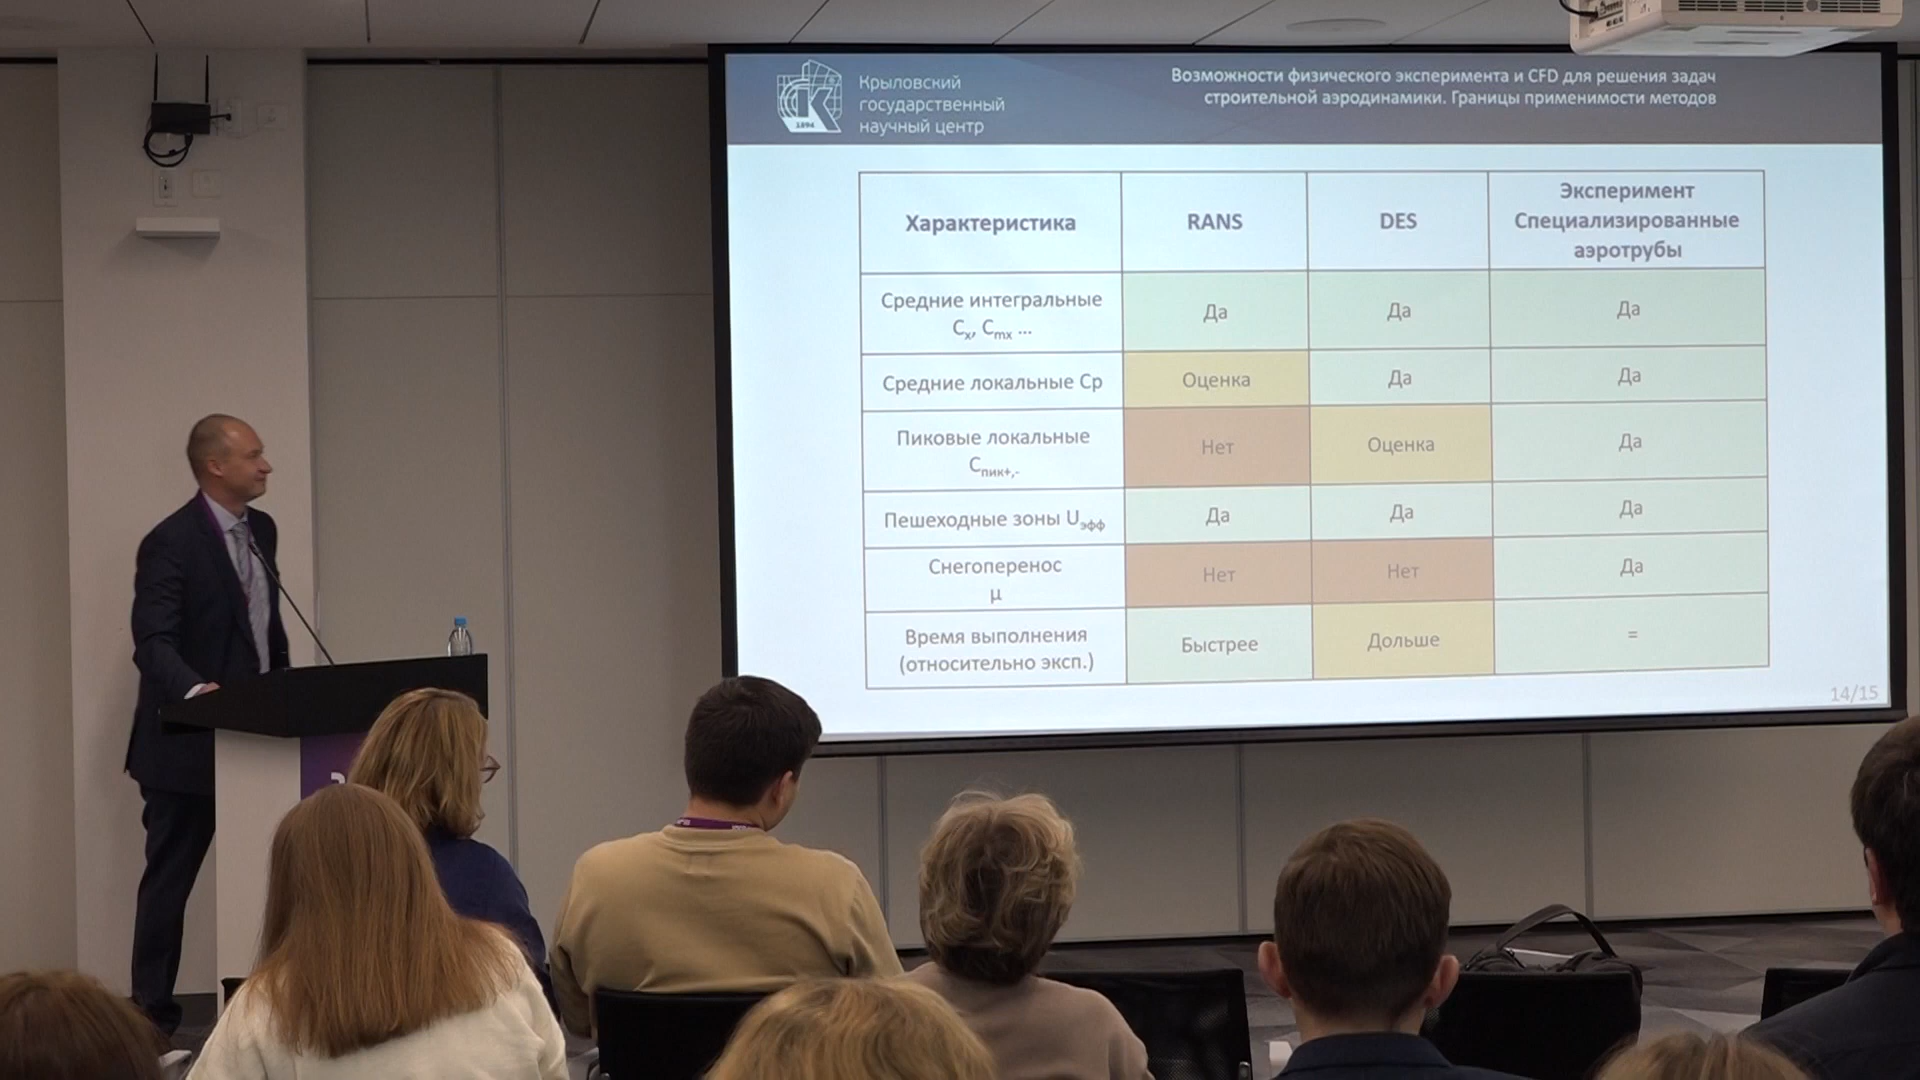 Крыловский
государственный
научный центр
1894
Возможности физического эксперимента и CFD для решения задач
строительной аэродинамики. Границы применимости методов
Характеристика
RANS
DES
Эксперимент
Специализированные
аэротрубы
Средние интегральные
Cx, Cmx ...
Да
Да
Да
Средние локальные Cp
Оценка
Да
Да
Пиковые локальные
Cпик+,-
Нет
Оценка
Да
Пешеходные зоны Uэфф
Да
Да
Да
Снегоперенос
μ
Нет
Нет
Да
Время выполнения
(относительно эксп.)
Быстрее
Дольше
=
14/15